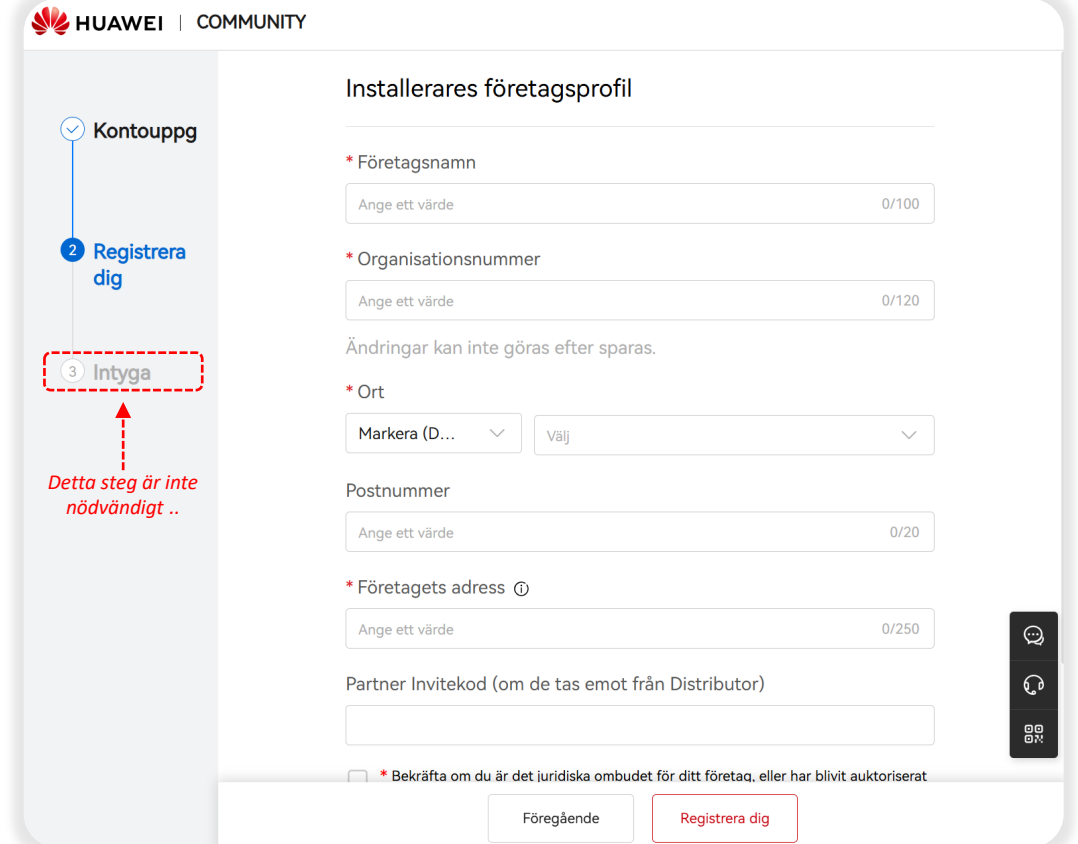 HUAWEI | COMMUNITY
Kontouppg
2 Registrera
dig
3 Intyga
Detta steg är inte
nödvändigt ..
Installerares företagsprofil
* Företagsnamn
Ange ett värde 0/100
* Organisationsnummer
Ange ett värde 0/120
Ändringar kan inte göras efter sparas.
* Ort
Markera (D... Välj
Postnummer
Ange ett värde 0/20
* Företagets adress
Ange ett värde 0/250
Partner Invitekod (om de tas emot från Distributor)
* Bekräfta om du är det juridiska ombudet för ditt företag, eller har blivit auktoriserat
Föregående Registrera dig